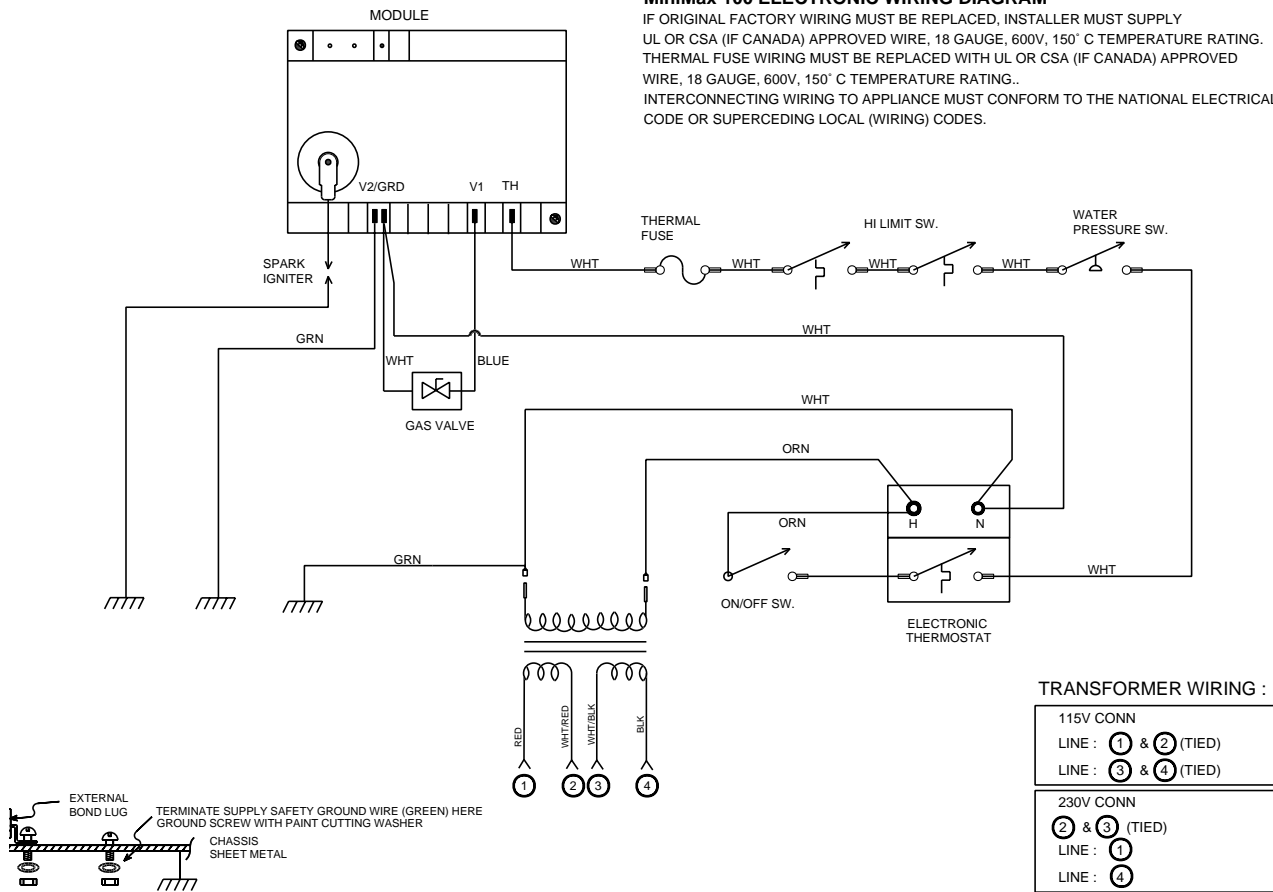 MiniMax 100 ELECTRONIC WIRING DIAGRAM
IF ORIGINAL FACTORY WIRING MUST BE REPLACED, INSTALLER MUST SUPPLY
UL OR CSA (IF CANADA) APPROVED WIRE, 18 GAUGE, 600V, 150° C TEMPERATURE RATING.
THERMAL FUSE WIRING MUST BE REPLACED WITH UL OR CSA (IF CANADA) APPROVED
WIRE, 18 GAUGE, 600V, 150° C TEMPERATURE RATING..
INTERCONNECTING WIRING TO APPLIANCE MUST CONFORM TO THE NATIONAL ELECTRICAL
CODE OR SUPERCEDING LOCAL (WIRING) CODES.
MODULE
V2/GRD
V1
TH
SPARK
IGNITER
THERMAL
FUSE
HI LIMIT SW.
WATER
PRESSURE SW.
WHT
WHT
WHT
WHT
GRN
WHT
BLUE
WHT
GAS VALVE
WHT
ORN
H
N
ORN
GRN
WHT
ON/OFF SW.
ELECTRONIC
THERMOSTAT
RED
WHT/RED
WHT/BLK
BLK
1
2
3
4
TRANSFORMER WIRING :
115V CONN
LINE : 1 & 2 (TIED)
LINE : 3 & 4 (TIED)
230V CONN
2 & 3 (TIED)
LINE : 1
LINE : 4
EXTERNAL
BOND LUG
TERMINATE SUPPLY SAFETY GROUND WIRE (GREEN) HERE
GROUND SCREW WITH PAINT CUTTING WASHER
CHASSIS
SHEET METAL